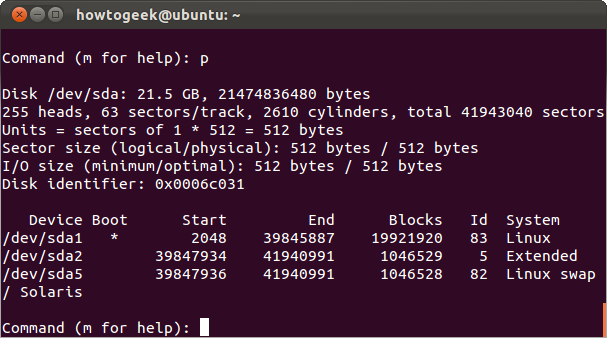 howtogeek@ubuntu: ~
Command (m for help): p
Disk /dev/sda: 21.5 GB, 21474836480 bytes
255 heads, 63 sectors/track, 2610 cylinders, total 41943040 sectors
Units = sectors of 1 * 512 = 512 bytes
Sector size (logical/physical): 512 bytes / 512 bytes
I/O size (minimum/optimal): 512 bytes / 512 bytes
Disk identifier: 0x0006c031
Device Boot Start End Blocks Id System
/dev/sda1 * 2048 39845887 19921920 83 Linux
/dev/sda2 39847934 41940991 1046529 5 Extended
/dev/sda5 39847936 41940991 1046528 82 Linux swap
/ Solaris
Command (m for help):